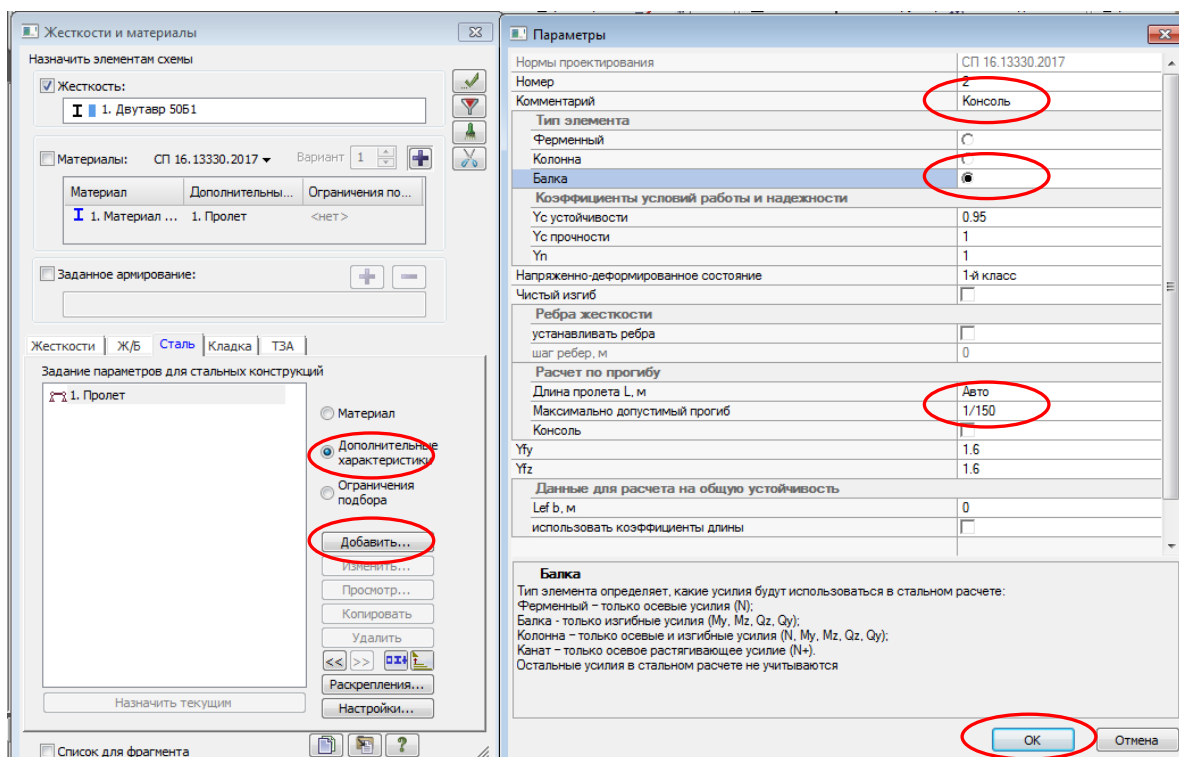 Жесткости и материалы
Назначить элементам схемы
Жесткость:
1. Двутавр 50Б1
Материалы: СП 16.13330.2017 Вариант 1
Материал Дополнительны... Ограничения по...
1. Материал ... 1. Пролет <нет>
Заданное армирование:
Жесткости Ж/Б Сталь Кладка ТЗА
Задание параметров для стальных конструкций
1. Пролет
Материал
Дополнительные
характеристики
Ограничения
подбора
Добавить...
Изменить...
Просмотр...
Копировать
Удалить
<< >>
Раскрепления...
Назначить текущим
Настройки...
Список для фрагмента
?
Параметры
Нормы проектирования СП 16.13330.2017
Номер 2
Комментарий Консоль
Тип элемента
Ферменный
Колонна
Балка
Коэффициенты условий работы и надежности
Yc устойчивости 0.95
Yc прочности 1
Yn 1
Напряженно-деформированное состояние 1-й класс
Чистый изгиб
Ребра жесткости
устанавливать ребра
шаг ребер, м 0
Расчет по прогибу
Длина пролета L, м Авто
Максимально допустимый прогиб 1/150
Консоль
Yfy 1.6
Yfz 1.6
Данные для расчета на общую устойчивость
Lef b, м 0
использовать коэффициенты длины
Балка
Тип элемента определяет, какие усилия будут использоваться в стальном расчете:
Ферменный – только осевые усилия (N);
Балка - только изгибные усилия (My, Mz, Qz, Qy);
Колонна – только осевые и изгибные усилия (N, My, Mz, Qz, Qy);
Канат – только осевое растягивающее усилие (N+).
Остальные усилия в стальном расчете не учитываются
ОК Отмена